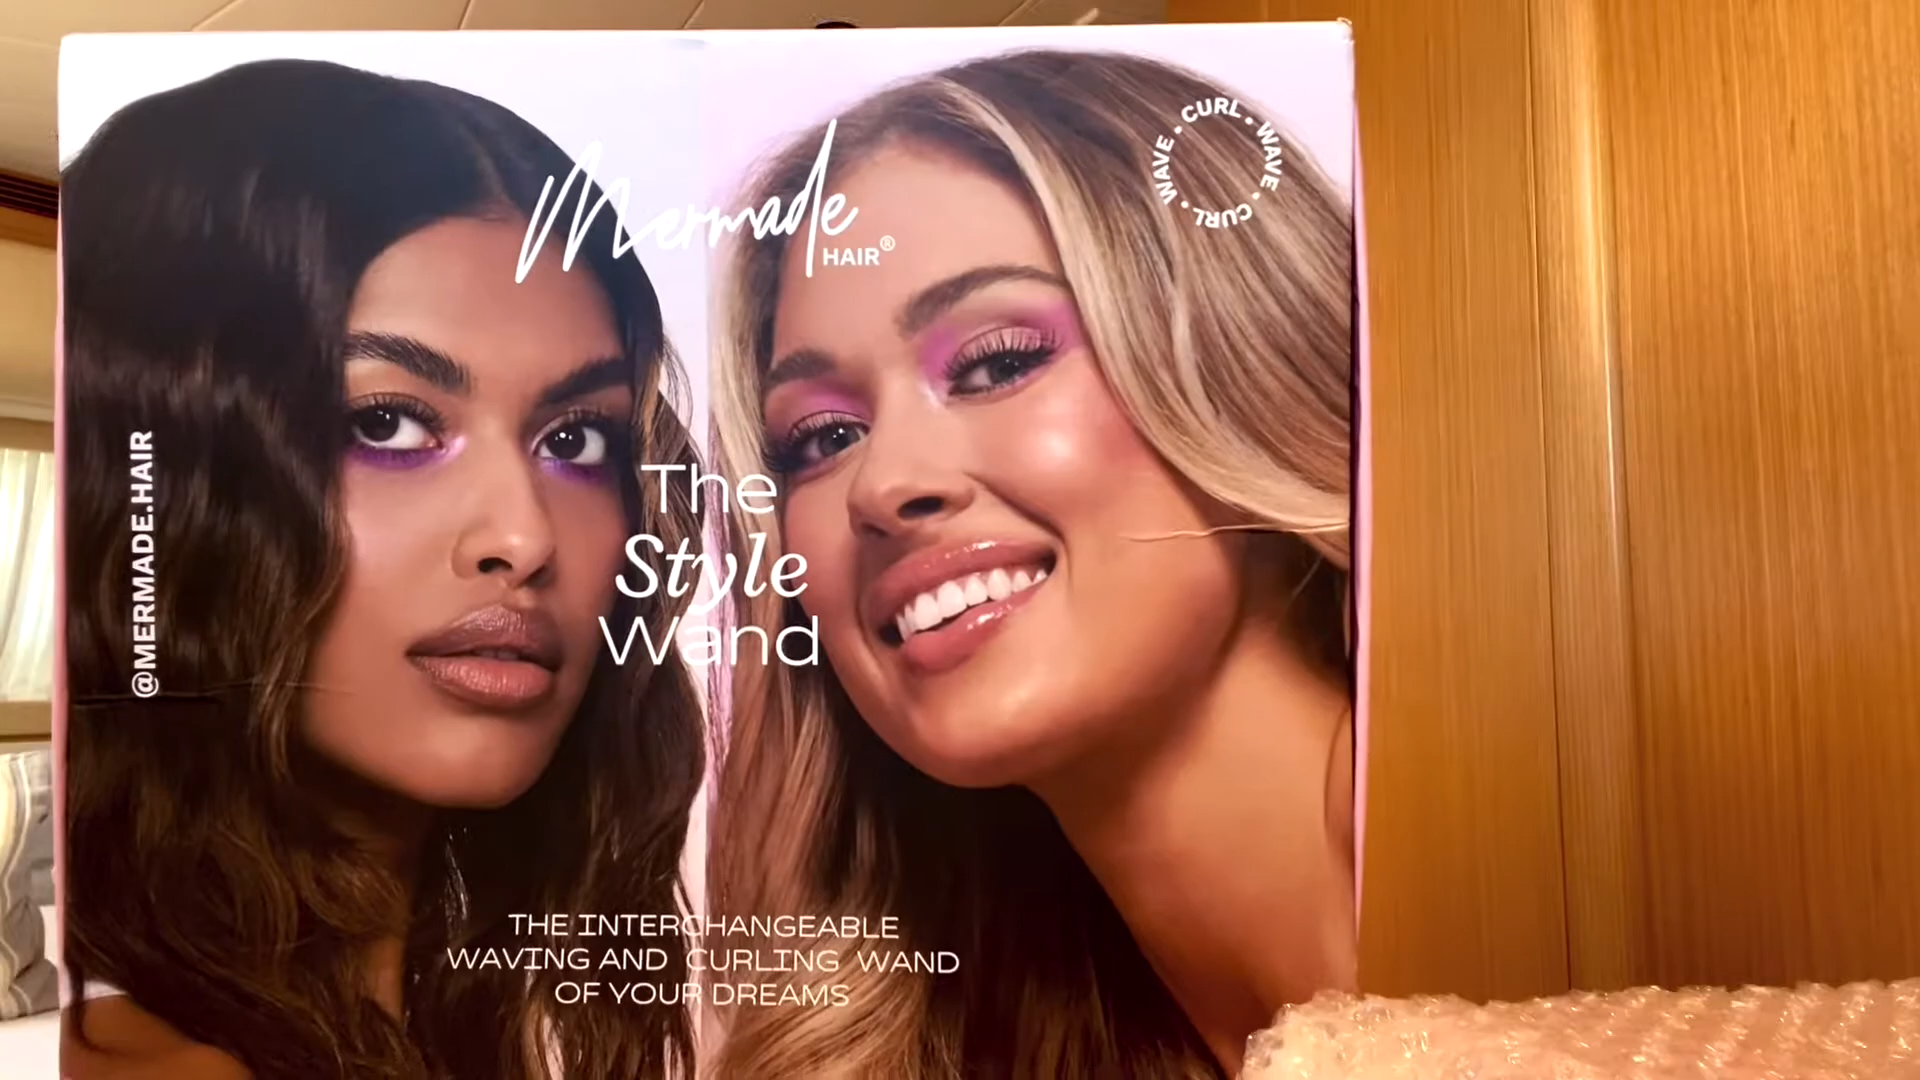 Mermade
HAIR®
CURL • WAVE • CURL • WAVE •
@MERMADE.HAIR
The
Style
Wand
THE INTERCHANGEABLE
WAVING AND CURLING WAND
OF YOUR DREAMS